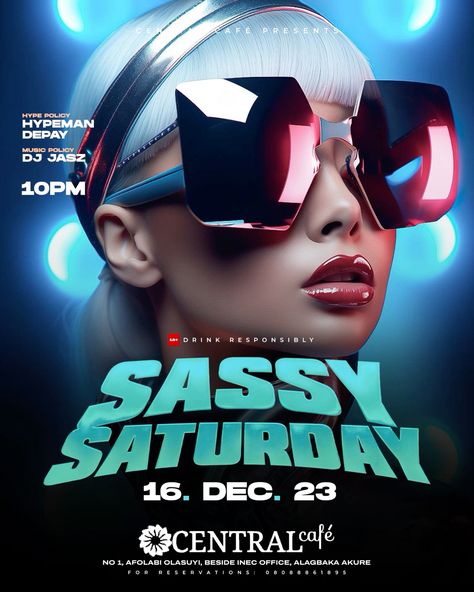 CENTRAL CAFÉ PRESENTS
HYPE POLICY
HYPEMAN
DEPAY
MUSIC POLICY
DJ JASZ
10PM
18+ DRINK RESPONSIBLY
SASSY
SATURDAY
16. DEC. 23
CENTRAL café
NO 1, AFOLABI OLASUYI, BESIDE INEC OFFICE, ALAGBAKA AKURE
FOR RESERVATIONS: 08088861895